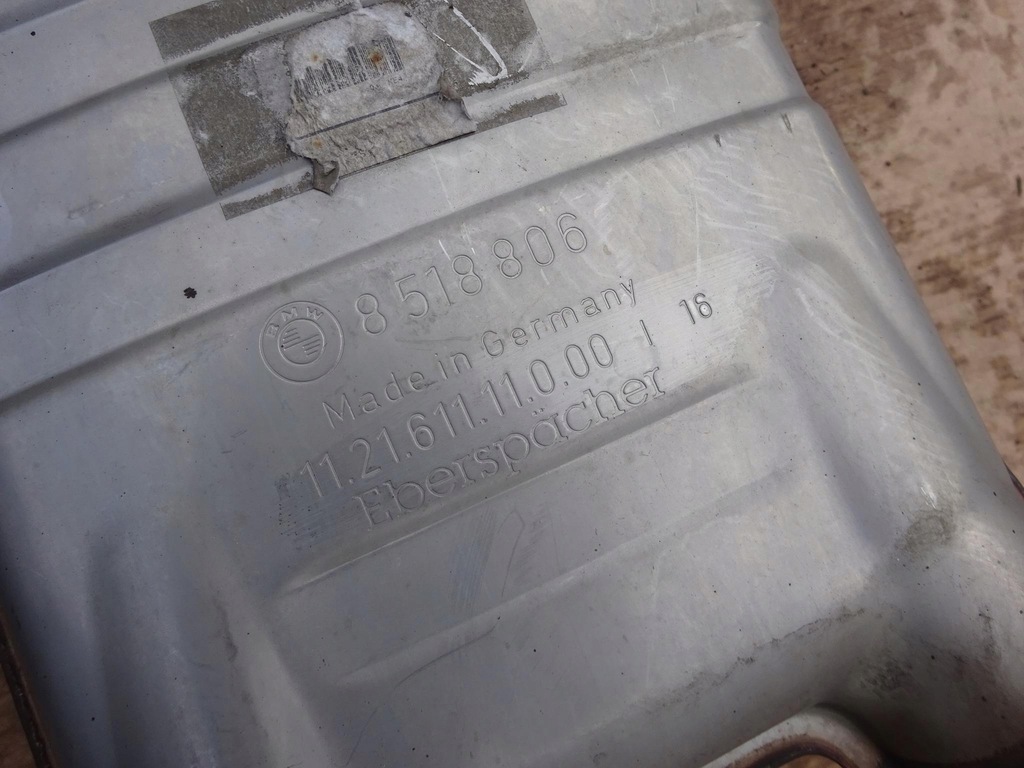 BMW 8 518 806
Made in Germany
11.21.611.11.0.00 I 16
Eberspächer